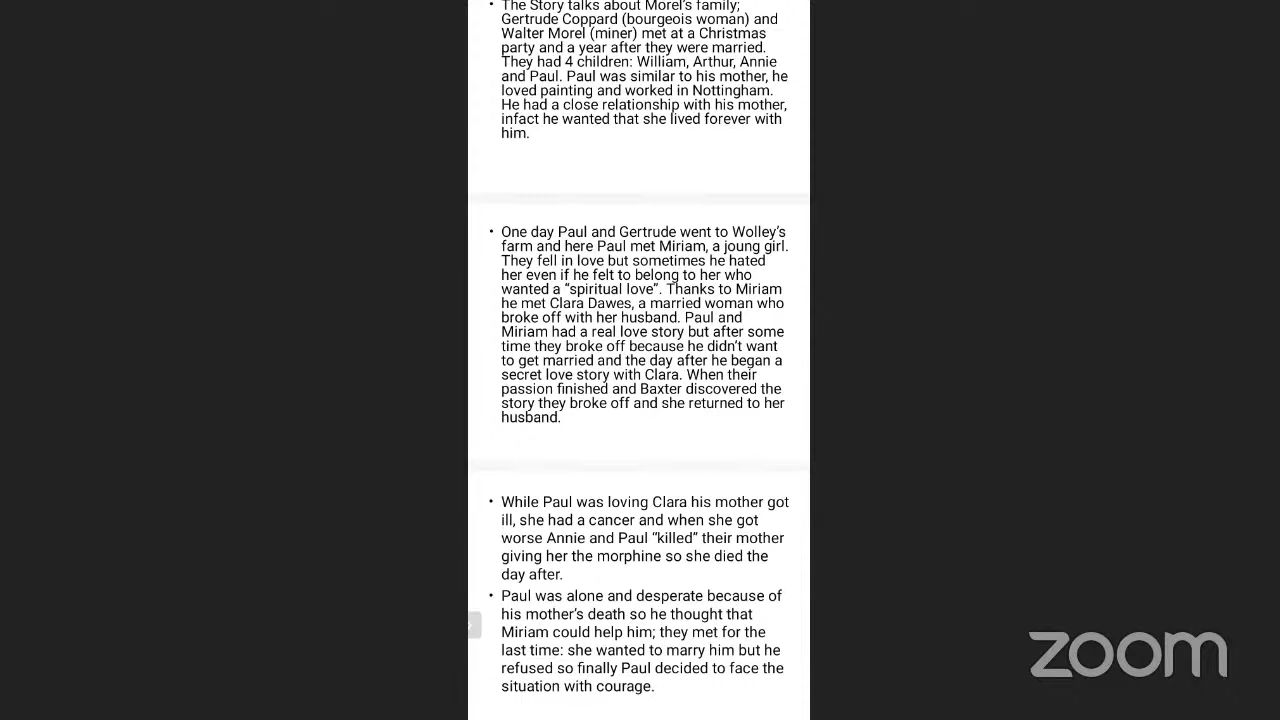 • The Story talks about Morel's family;
Gertrude Coppard (bourgeois woman) and
Walter Morel (miner) met at a Christmas
party and a year after they were married.
They had 4 children: William, Arthur, Annie
and Paul. Paul was similar to his mother, he
loved painting and worked in Nottingham.
He had a close relationship with his mother,
infact he wanted that she lived forever with
him.
• One day Paul and Gertrude went to Wolley's
farm and here Paul met Miriam, a joung girl.
They fell in love but sometimes he hated
her even if he felt to belong to her who
wanted a “spiritual love”. Thanks to Miriam
he met Clara Dawes, a married woman who
broke off with her husband. Paul and
Miriam had a real love story but after some
time they broke off because he didn't want
to get married and the day after he began a
secret love story with Clara. When their
passion finished and Baxter discovered the
story they broke off and she returned to her
husband.
• While Paul was loving Clara his mother got
ill, she had a cancer and when she got
worse Annie and Paul “killed” their mother
giving her the morphine so she died the
day after.
• Paul was alone and desperate because of
his mother's death so he thought that
Miriam could help him; they met for the
last time: she wanted to marry him but he
refused so finally Paul decided to face the
situation with courage.
zoom